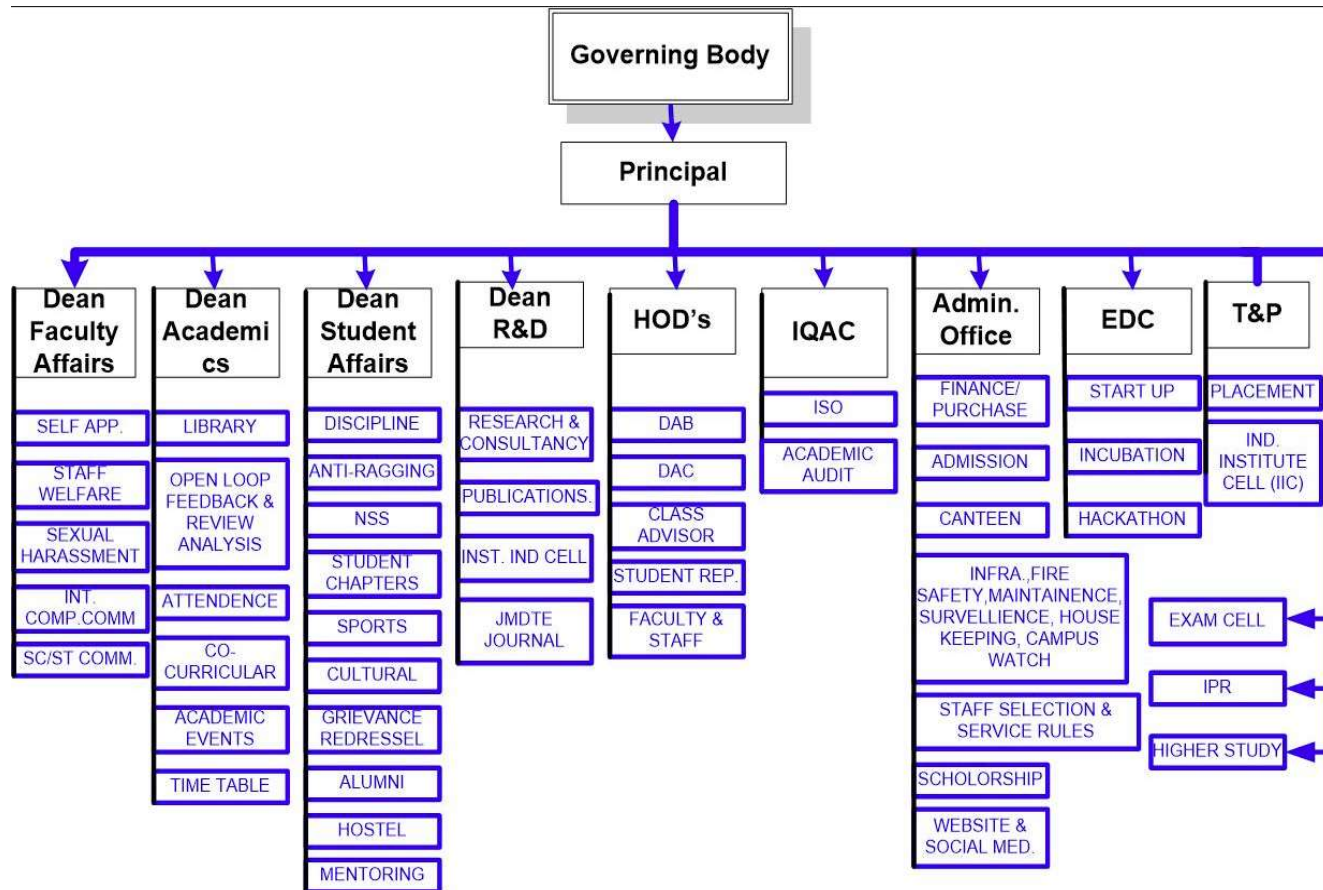 Governing Body
Principal
Dean
Faculty
Affairs
SELF APP.
STAFF
WELFARE
SEXUAL
HARASSMENT
INT.
COMP.COMM
SC/ST COMM.
Dean
Academi
cs
LIBRARY
OPEN LOOP
FEEDBACK &
REVIEW
ANALYSIS
ATTENDENCE
CO-
CURRICULAR
ACADEMIC
EVENTS
TIME TABLE
Dean
Student
Affairs
DISCIPLINE
ANTI-RAGGING
NSS
STUDENT
CHAPTERS
SPORTS
CULTURAL
GRIEVANCE
REDRESSEL
ALUMNI
HOSTEL
MENTORING
Dean
R&D
RESEARCH &
CONSULTANCY
PUBLICATIONS.
INST. IND CELL
JMDTE
JOURNAL
HOD's
DAB
DAC
CLASS
ADVISOR
STUDENT REP.
FACULTY &
STAFF
IQAC
ISO
ACADEMIC
AUDIT
Admin.
Office
FINANCE/
PURCHASE
ADMISSION
CANTEEN
INFRA.,FIRE
SAFETY,MAINTAINENCE,
SURVELLIENCE, HOUSE
KEEPING, CAMPUS
WATCH
STAFF SELECTION &
SERVICE RULES
SCHOLORSHIP
WEBSITE &
SOCIAL MED.
EDC
START UP
INCUBATION
HACKATHON
T&P
PLACEMENT
IND.
INSTITUTE
CELL (IIC)
EXAM CELL
IPR
HIGHER STUDY